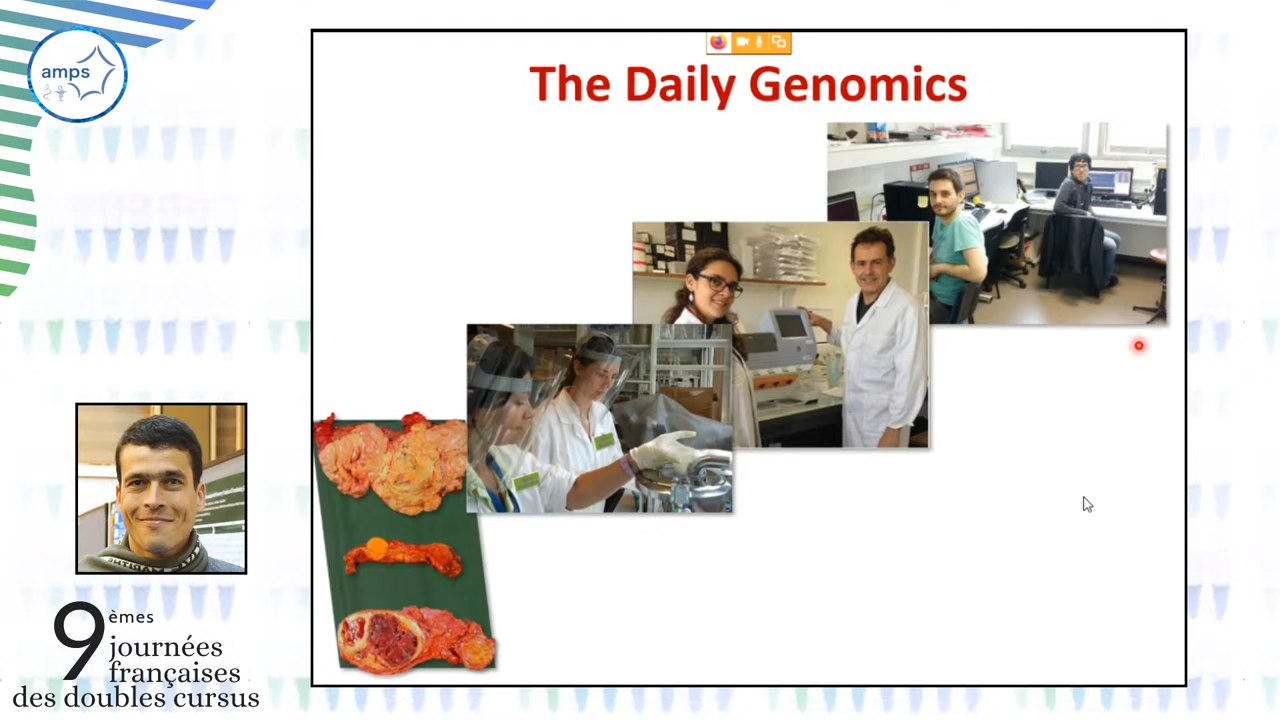 amps
The Daily Genomics
9èmes
journées
françaises
des doubles cursus